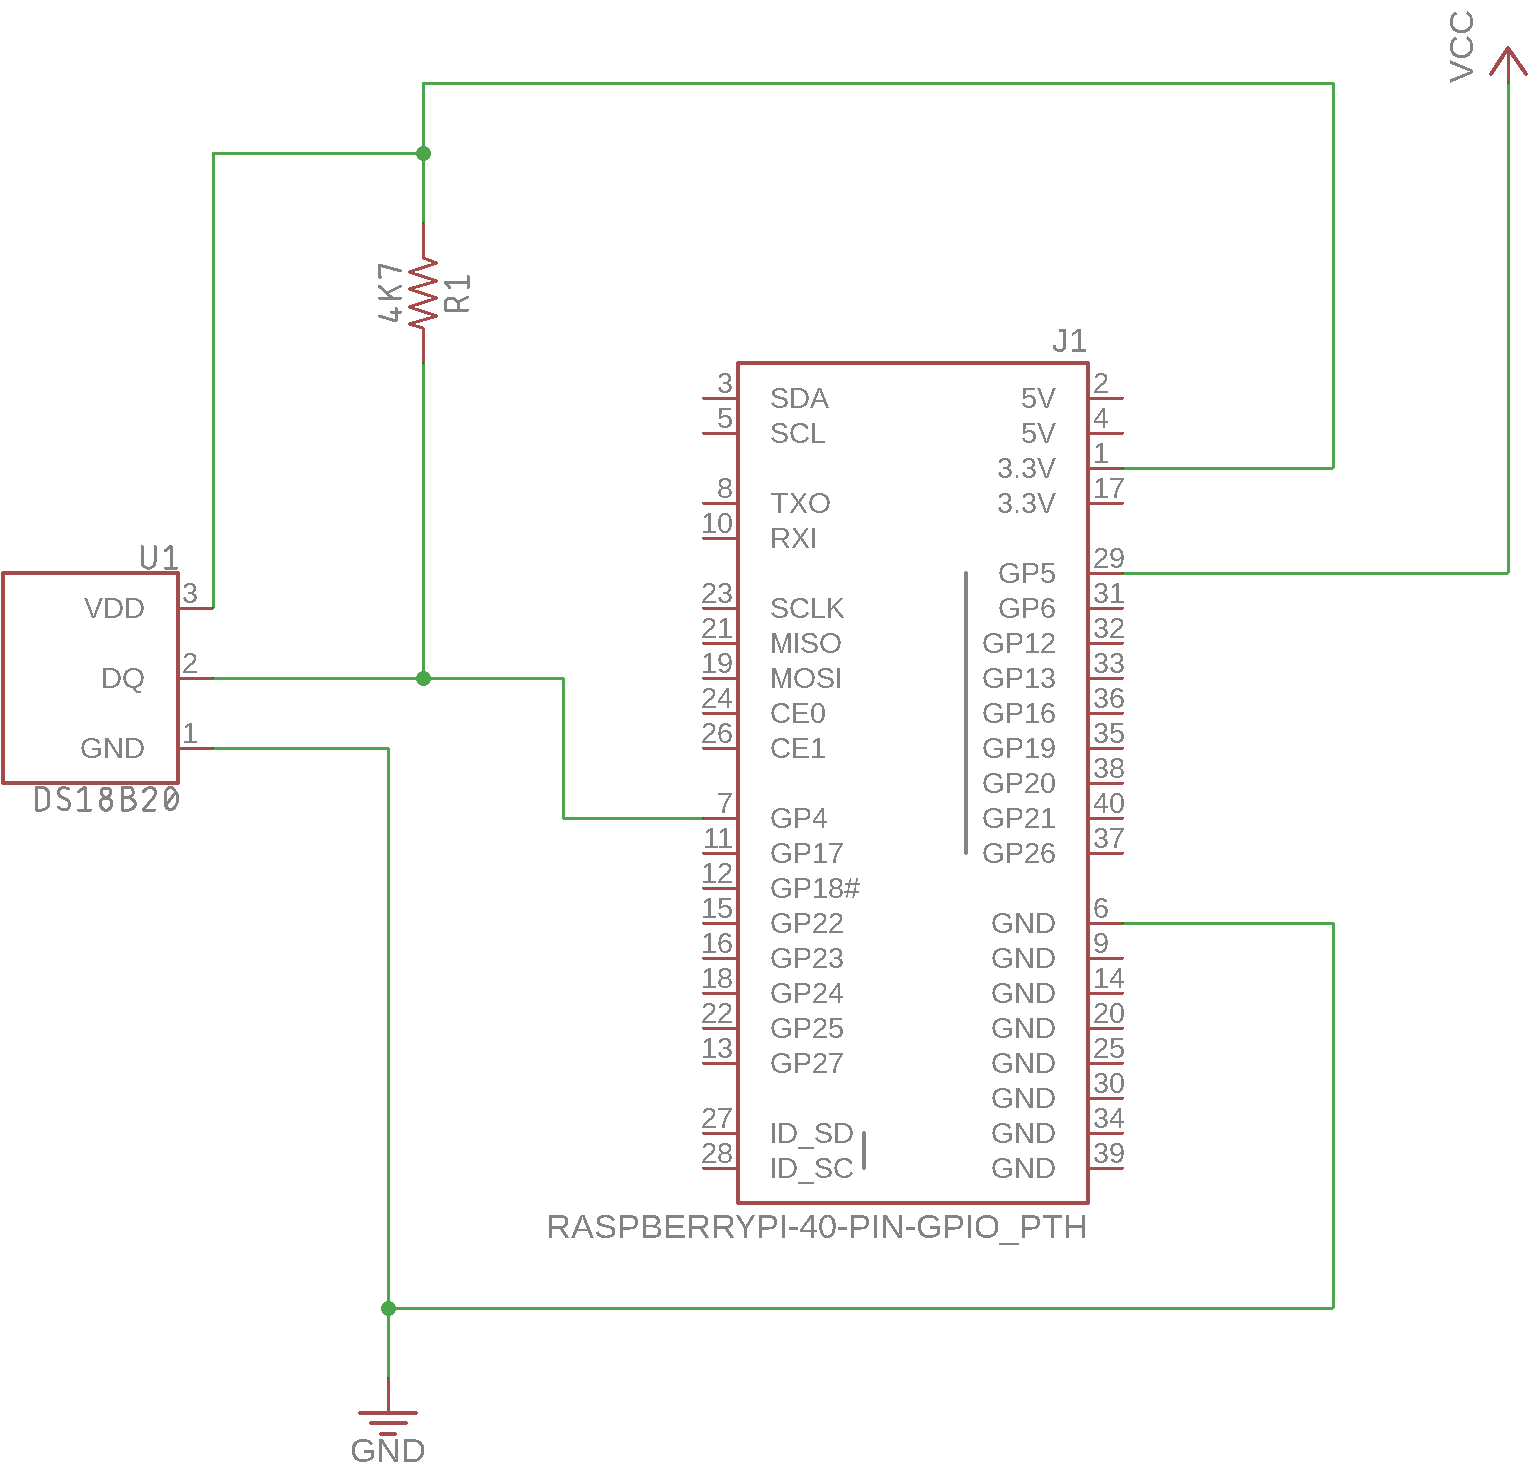 VCC
4K7
R1
J1
3 SDA 5V 2
5 SCL 5V 4
3.3V 1
8 TXO 3.3V 17
10 RXI
U1
GP5 29
3 VDD
23 SCLK GP6 31
21 MISO GP12 32
2 DQ
19 MOSI GP13 33
24 CE0 GP16 36
1 GND
26 CE1 GP19 35
DS18B20
GP20 38
7 GP4 GP21 40
11 GP17 GP26 37
12 GP18#
15 GP22 GND 6
16 GP23 GND 9
18 GP24 GND 14
22 GP25 GND 20
13 GP27 GND 25
GND 30
27 ID_SD GND 34
28 ID_SC GND 39
RASPBERRYPI-40-PIN-GPIO_PTH
GND